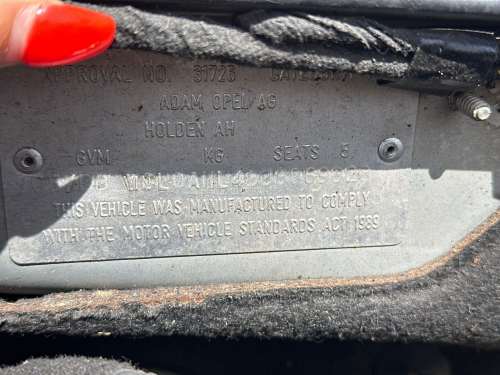 APPROVAL NO. 31726
ADAM OPEL AG
HOLDEN AH
GVM KG SEATS 5
THIS VEHICLE WAS MANUFACTURED TO COMPLY
WITH THE MOTOR VEHICLE STANDARDS ACT 1989